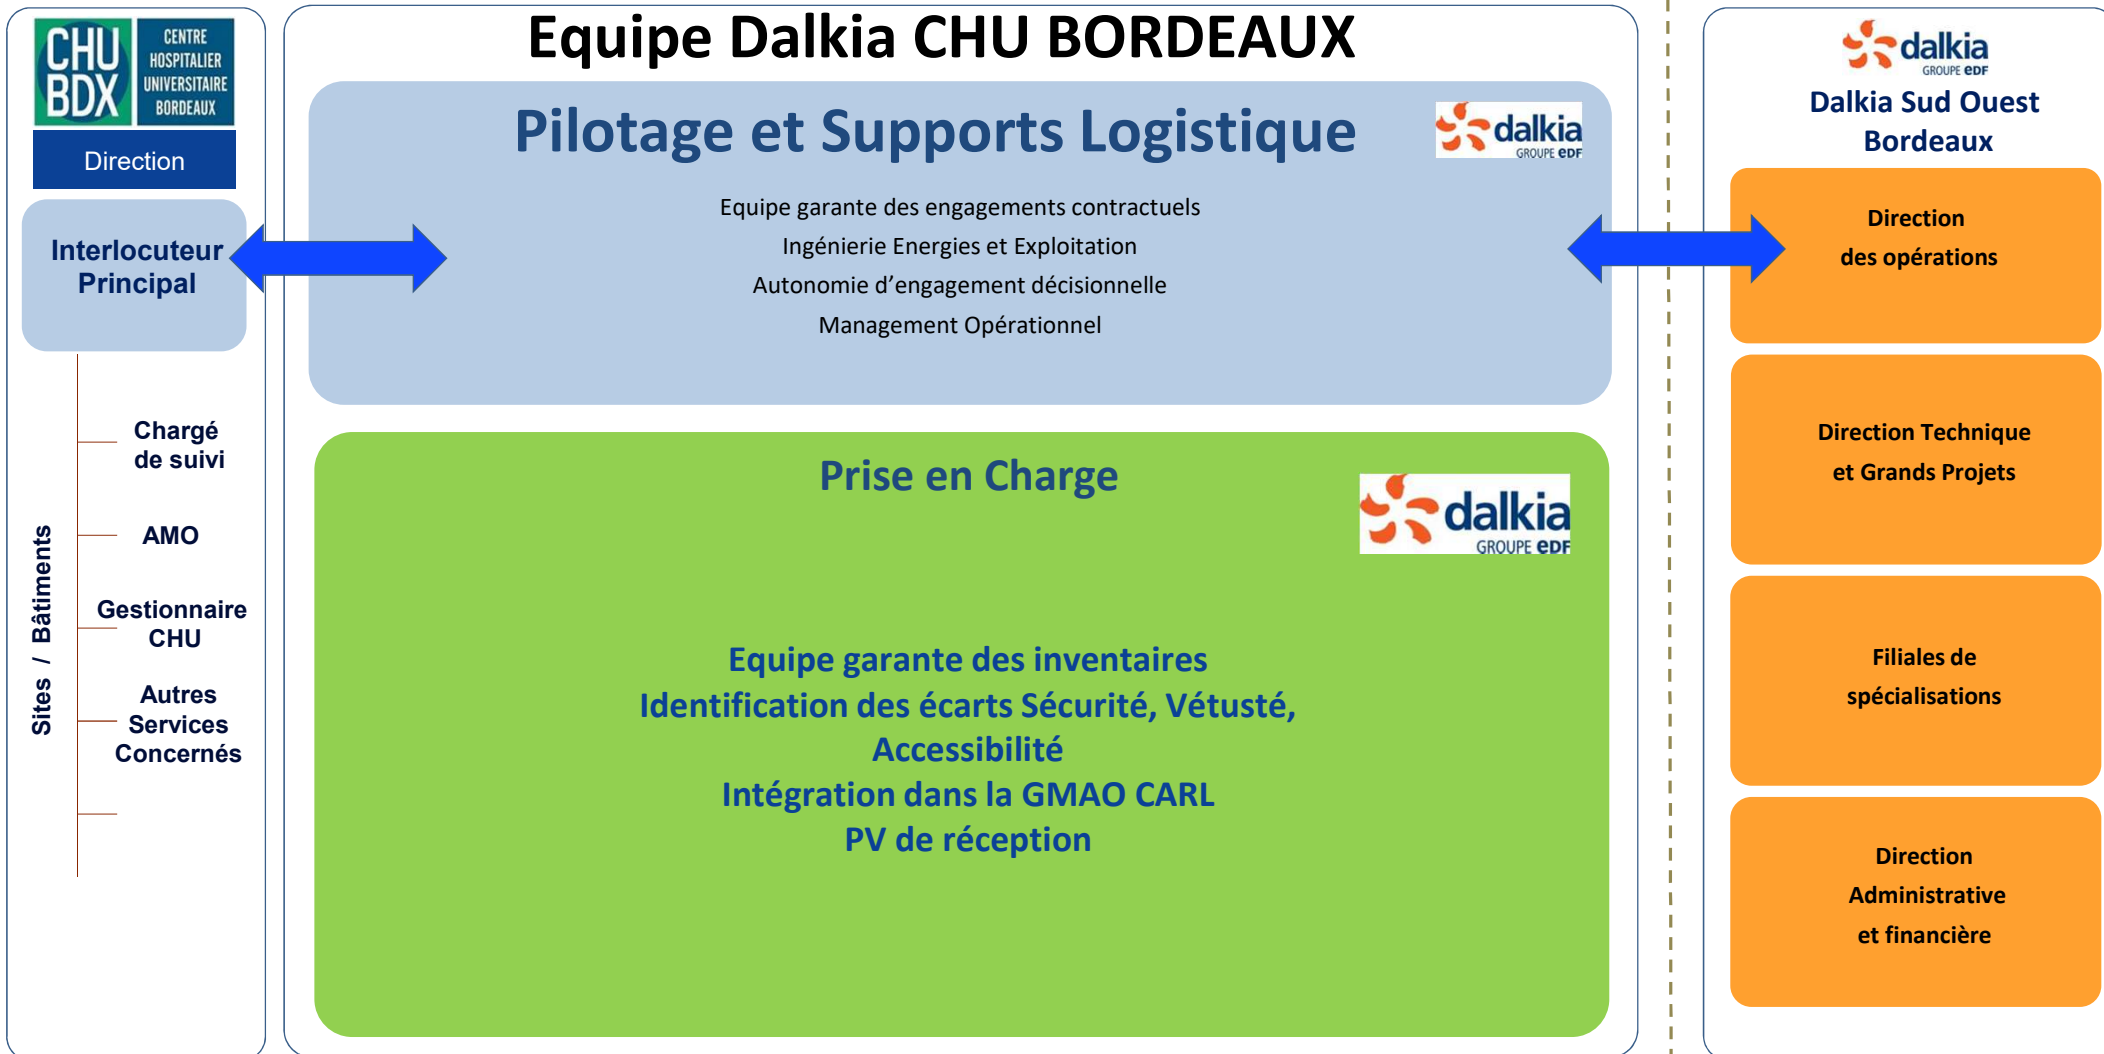 CHU
BDX
CENTRE
HOSPITALIER
UNIVERSITAIRE
BORDEAUX
Direction
Interlocuteur
Principal
Sites / Bâtiments
Chargé
de suivi
AMO
Gestionnaire
CHU
Autres
Services
Concernés
Equipe Dalkia CHU BORDEAUX
Pilotage et Supports Logistique
dalkia
GROUPE eDF
Equipe garante des engagements contractuels
Ingénierie Energies et Exploitation
Autonomie d'engagement décisionnelle
Management Opérationnel
Prise en Charge
dalkia
GROUPE eDF
Equipe garante des inventaires
Identification des écarts Sécurité, Vétusté,
Accessibilité
Intégration dans la GMAO CARL
PV de réception
dalkia
GROUPE eDF
Dalkia Sud Ouest
Bordeaux
Direction
des opérations
Direction Technique
et Grands Projets
Filiales de
spécialisations
Direction
Administrative
et financière